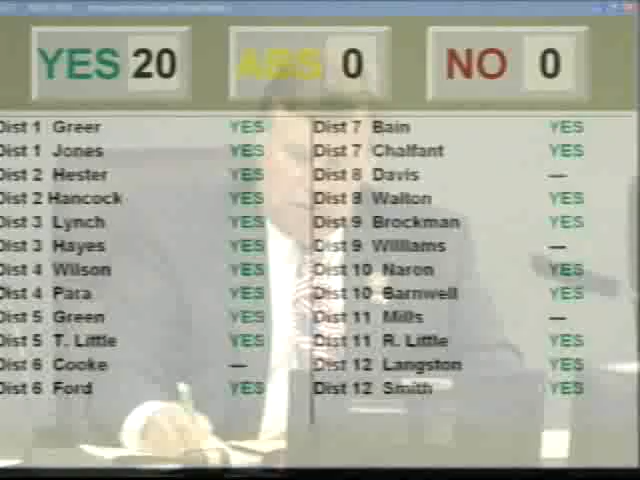 YES 20 ABS 0 NO 0
Dist 1 Greer YES Dist 7 Bain YES
Dist 1 Jones YES Dist 7 Chalfant YES
Dist 2 Hester YES Dist 8 Davis —
Dist 2 Hancock YES Dist 8 Walton YES
Dist 3 Lynch YES Dist 9 Brockman YES
Dist 3 Hayes YES Dist 9 Williams —
Dist 4 Wilson YES Dist 10 Naron YES
Dist 4 Para YES Dist 10 Barnwell YES
Dist 5 Green YES Dist 11 Mills —
Dist 5 T. Little YES Dist 11 R. Little YES
Dist 6 Cooke — Dist 12 Langston YES
Dist 6 Ford YES Dist 12 Smith YES